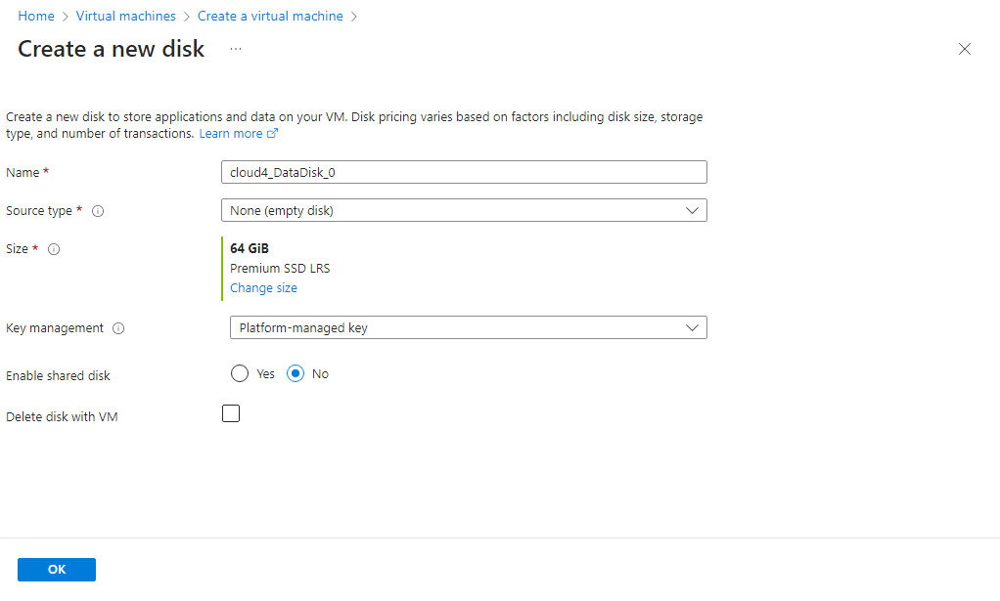 Home > Virtual machines > Create a virtual machine >
Create a new disk ...
Create a new disk to store applications and data on your VM. Disk pricing varies based on factors including disk size, storage
type, and number of transactions. Learn more
Name * cloud4_DataDisk_0
Source type * None (empty disk)
Size * 64 GiB
Premium SSD LRS
Change size
Key management Platform-managed key
Enable shared disk Yes No
Delete disk with VM
OK